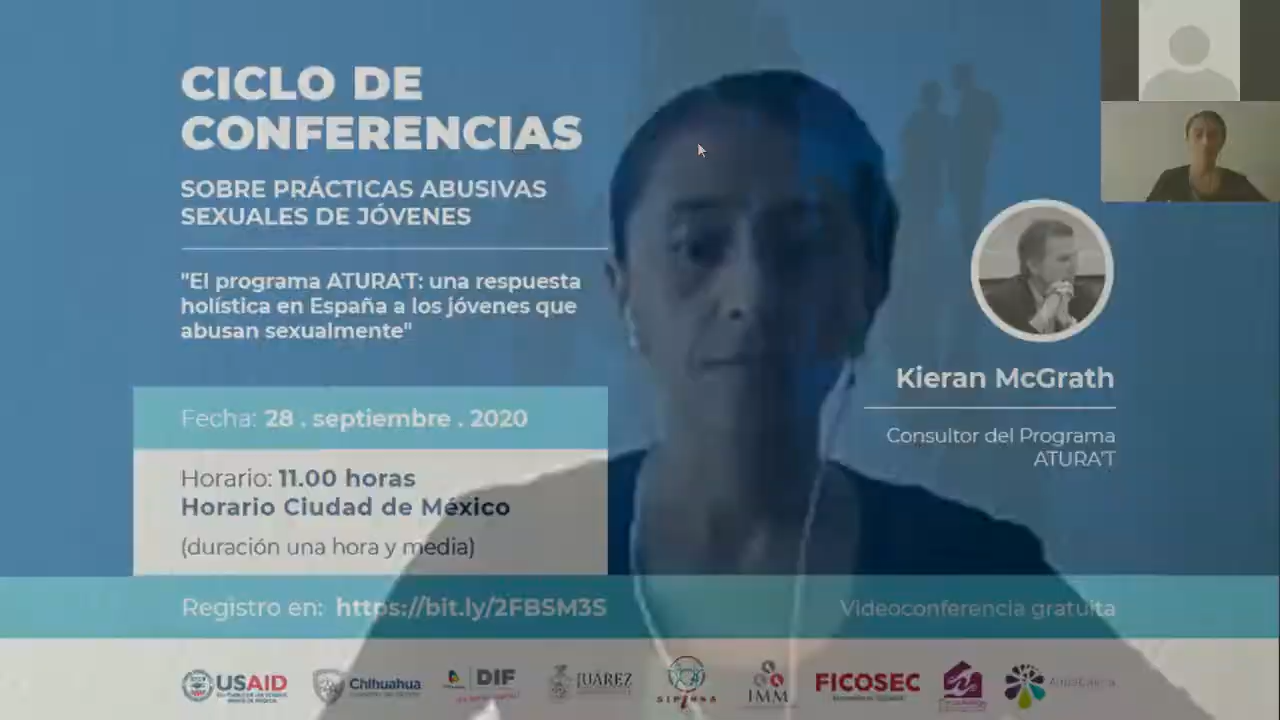 CICLO DE
CONFERENCIAS
SOBRE PRÁCTICAS ABUSIVAS
SEXUALES DE JÓVENES
"El programa ATURA'T: una respuesta
holística en España a los jóvenes que
abusan sexualmente"
Fecha: 28 . septiembre . 2020
Horario: 11.00 horas
Horario Ciudad de México
(duración una hora y media)
Kieran McGrath
Consultor del Programa
ATURA'T
Registro en: https://bit.ly/2FBSM3S
Videoconferencia gratuita
USAID
Chihuahua
DIF
JUÁREZ
IMM
FICOSEC